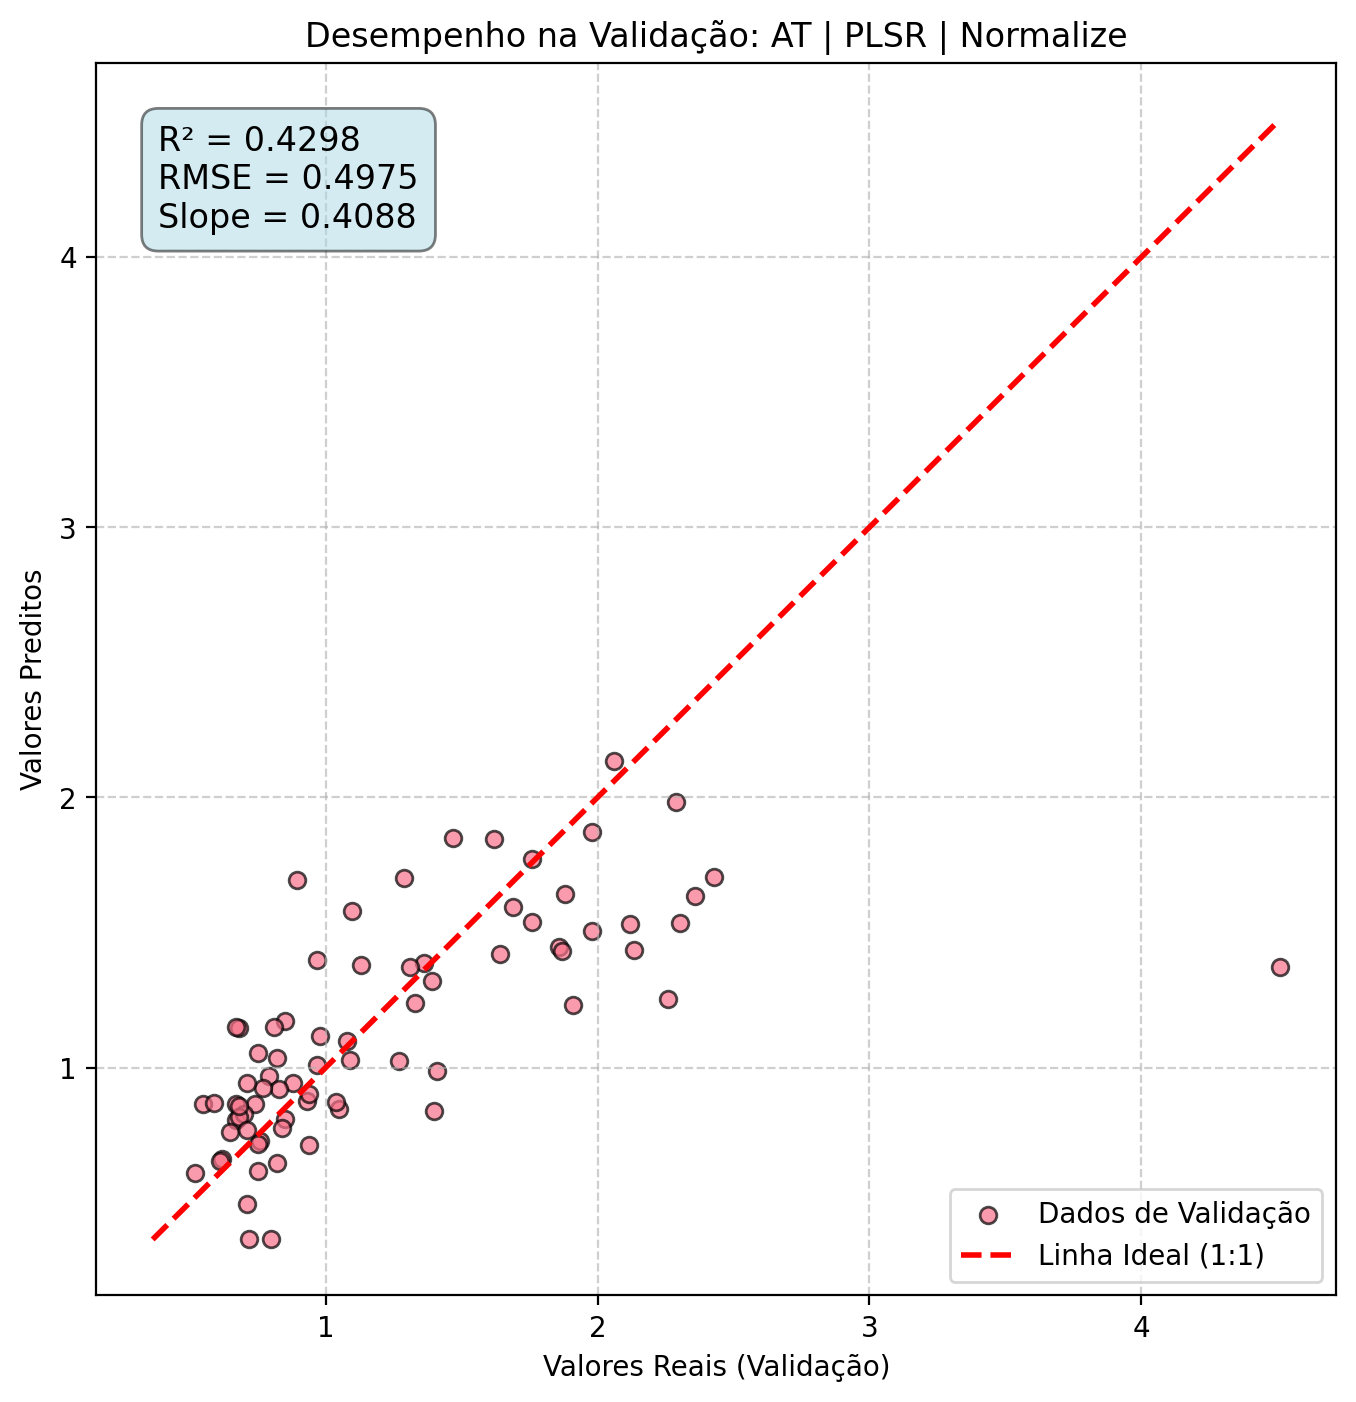 Desempenho na Validação: AT | PLSR | Normalize
R² = 0.4298
RMSE = 0.4975
Slope = 0.4088
4
3
2
1
Valores Preditos
Dados de Validação
Linha Ideal (1:1)
1 2 3 4
Valores Reais (Validação)